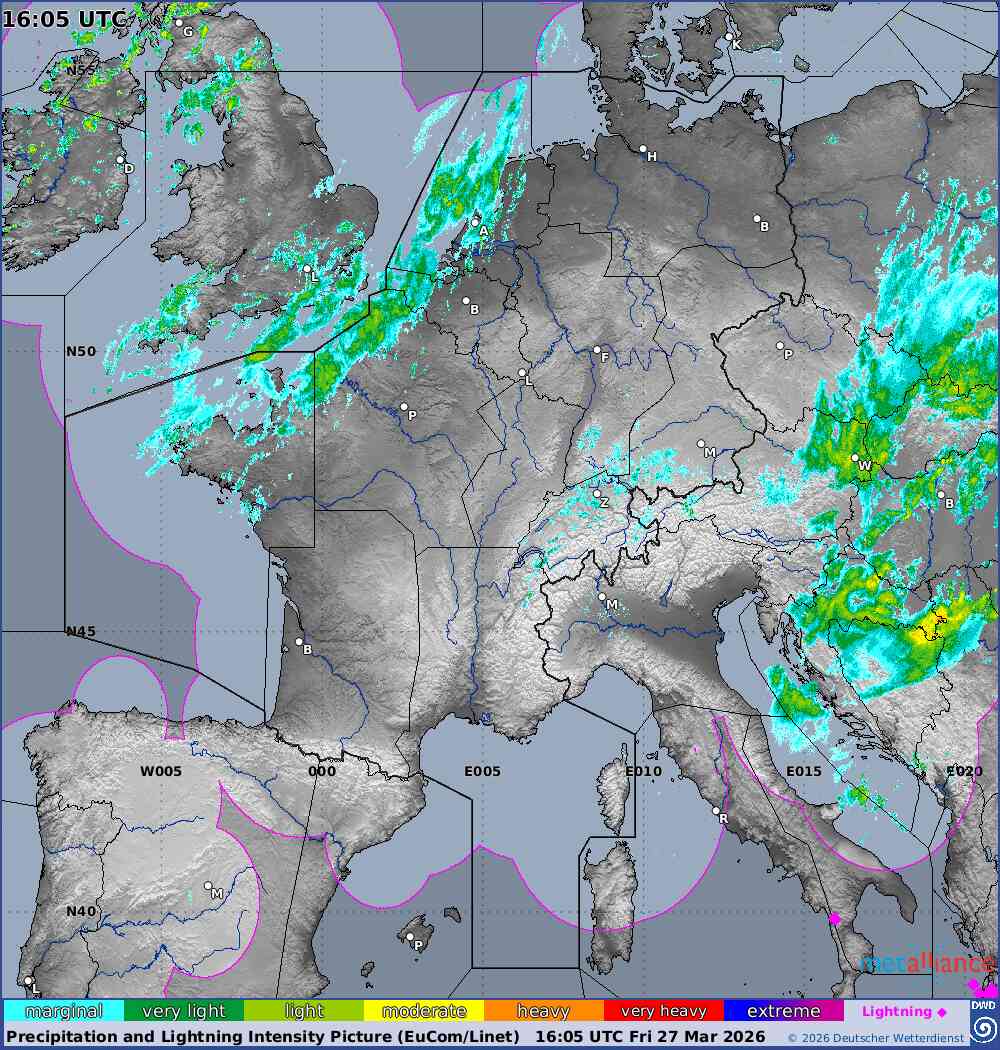 16:05 UTC
G
K
N55
D
H
A
B
L
B
N50
P
F
L
P
M
W
Z
B
M
N45
B
W005
000
E005
E010
E015
E020
R
M
N40
P
metalliance
L
marginal very light light moderate heavy very heavy extreme Lightning ◆
DWD
Precipitation and Lightning Intensity Picture (EuCom/Linet) 16:05 UTC Fri 27 Mar 2026 © 2026 Deutscher Wetterdienst